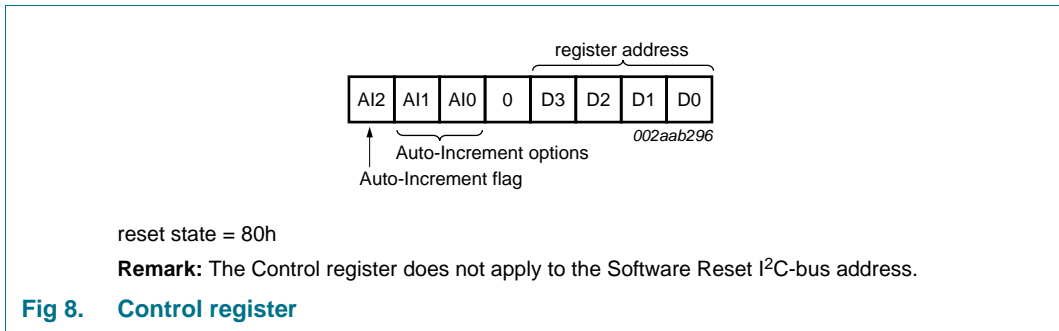 register address
AI2 AI1 AI0 0 D3 D2 D1 D0
002aab296
Auto-Increment options
Auto-Increment flag
reset state = 80h
Remark: The Control register does not apply to the Software Reset I²C-bus address.
Fig 8. Control register